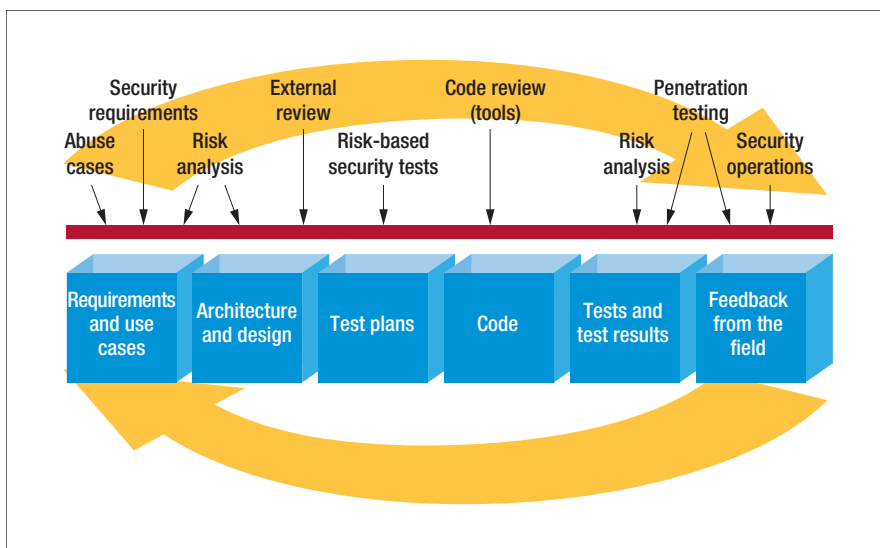 Security
requirements
External
review
Code review
(tools)
Penetration
testing
Abuse
cases
Risk
analysis
Risk-based
security tests
Risk
analysis
Security
operations
Requirements
and use
cases
Architecture
and design
Test plans
Code
Tests and
test results
Feedback
from the
field